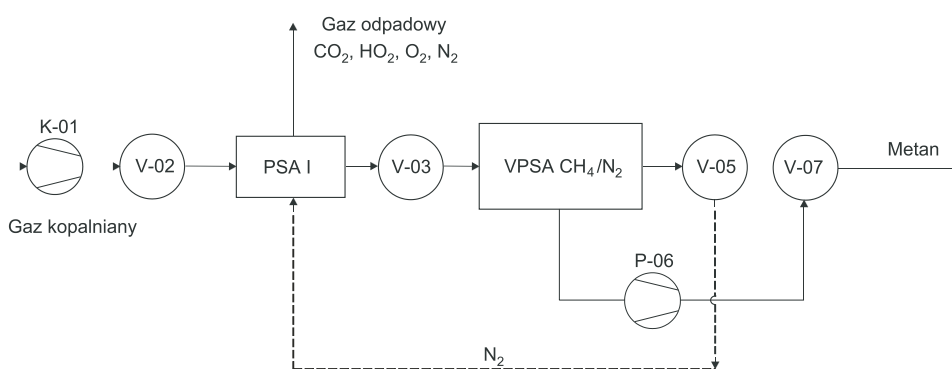 Gaz odpadowy
CO₂, HO₂, O₂, N₂
K-01
V-02
PSA I
V-03
VPSA CH₄/N₂
V-05
V-07
Metan
Gaz kopalniany
P-06
N₂